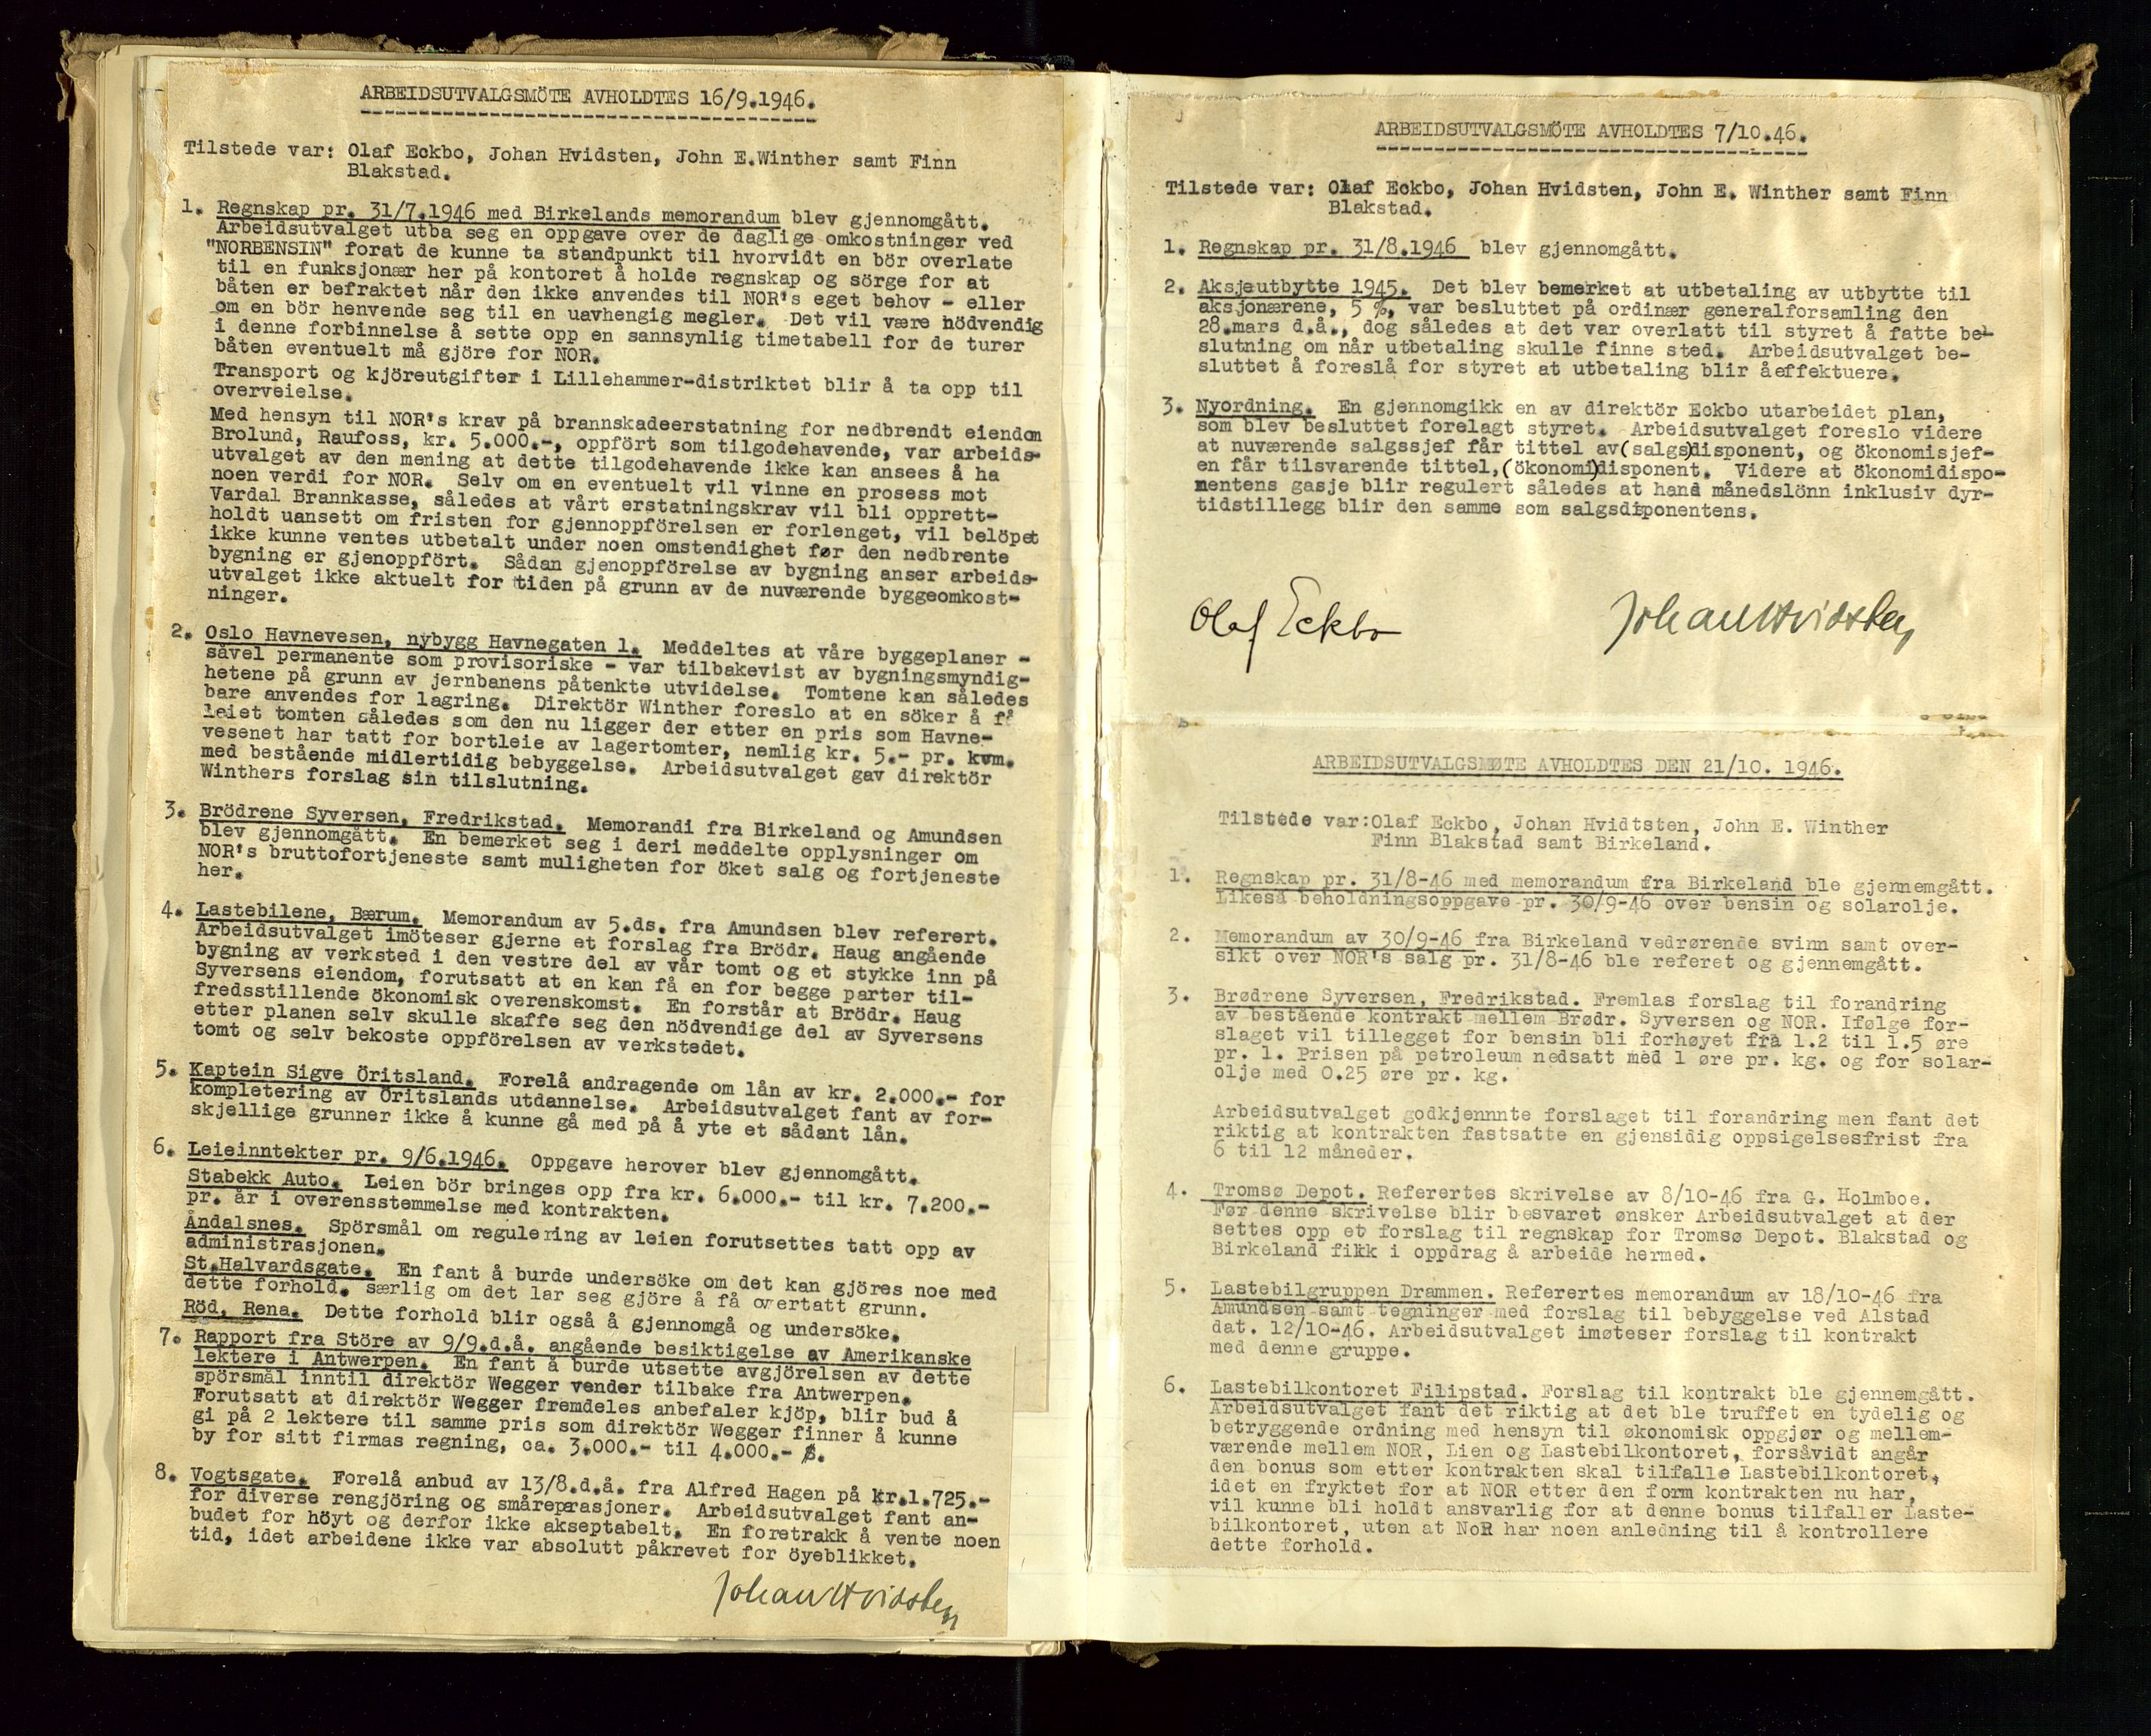 ARBEIDSUTVALGSMÖTE AVHOLDTES 16/9.1946.
Tilstede var: Olaf Eckbo, Johan Hvidsten, John E.Winther samt Finn
Blakstad.
1. Regnskap pr. 31/7.1946 med Birkelands memorandum blev gjennomgått.
Arbeidsutvalget utba seg en oppgave over de daglige omkostninger ved
"NORBENSIN" forat de kunne ta standpunkt til hvorvidt en bör overlate
til en funksjonær her på kontoret å holde regnskap og sörge for at
båten er befraktet når den ikke anvendes til NOR's eget behov - eller
om en bör henvende seg til en uavhengig megler. Det vil være nödvendig
i denne forbinnelse å sette opp en sannsynlig timetabell for de turer
båten eventuelt må gjöre for NOR.
Transport og kjöreutgifter i Lillehammer-distriktet blir å ta opp til
overveielse.
Med hensyn til NOR's krav på brannskadeerstatning for nedbrendt eiendom
Brolund, Raufoss, kr. 5.000.-, oppfört som tilgodehavende, var arbeids-
utvalget av den mening at dette tilgodehavende ikke kan ansees å ha
noen verdi for NOR. Selv om en eventuelt vil vinne en prosess mot
Vardal Brannkasse, således at vårt erstatningskrav vil bli opprett-
holdt uansett om fristen for gjennoppförelsen er forlenget, vil belöpet
ikke kunne ventes utbetalt under noen omstendighet før den nedbrente
bygning er gjenoppfört. Sådan gjenoppförelse av bygning anser arbeids-
utvalget ikke aktuelt for tiden på grunn av de nuværende byggeomkost-
ninger.
2. Oslo Havnevesen, nybygg Havnegaten 1. Meddeltes at våre byggeplaner -
såvel permanente som provisoriske - var tilbakevist av bygningsmyndig-
hetene på grunn av jernbanens påtenkte utvidelse. Tomtene kan således
bare anvendes for lagring. Direktör Winther foreslo at en söker å få
leiet tomten således som den nu ligger der etter en pris som Havne-
vesenet har tatt for bortleie av lagertomter, nemlig kr. 5.- pr. kvm.
med bestående midlertidig bebyggelse. Arbeidsutvalget gav direktör
Winthers forslag sin tilslutning.
3. Brödrene Syversen, Fredrikstad. Memorandi fra Birkeland og Amundsen
blev gjennomgått. En bemerket seg i deri meddelte opplysninger om
NOR's bruttofortjeneste samt muligheten for öket salg og fortjeneste
her.
4. Lastebilene, Bærum. Memorandum av 5.ds. fra Amundsen blev referert.
Arbeidsutvalget imöteser gjerne et forslag fra Brödr. Haug angående
bygning av verksted i den vestre del av vår tomt og et stykke inn på
Syversens eiendom, forutsatt at en kan få en for begge parter til-
fredsstillende ökonomisk overenskomst. En forstår at Brödr. Haug
etter planen selv skulle skaffe seg den nödvendige del av Syversens
tomt og selv bekoste oppförelsen av verkstedet.
5. Kaptein Sigve Öritsland. Forelå andragende om lån av kr. 2.000.- for
kompletering av Öritslands utdannelse. Arbeidsutvalget fant av for-
skjellige grunner ikke å kunne gå med på å yte et sådant lån.
6. Leieinntekter pr. 9/6.1946. Oppgave herover blev gjennomgått.
Stabekk Auto. Leien bör bringes opp fra kr. 6.000.- til kr. 7.200.-
pr. år i overensstemmelse med kontrakten.
Åndalsnes. Spörsmål om regulering av leien forutsettes tatt opp av
administrasjonen.
St.Halvardsgate. En fant å burde undersöke om det kan gjöres noe med
dette forhold. særlig om det lar seg gjöre å få overtatt grunn.
Röd, Rena. Dette forhold blir også å gjennomgå og undersöke.
7. Rapport fra Störe av 9/9.d.å. angående besiktigelse av Amerikanske
lektere i Antwerpen. En fant å burde utsette avgjörelsen av dette
spörsmål inntil direktör Wegger vender tilbake fra Antwerpen.
Forutsatt at direktör Wegger fremdeles anbefaler kjöp, blir bud å
gi på 2 lektere til samme pris som direktör Wegger finner å kunne
by for sitt firmas regning, ca. 3.000.- til 4.000.- $.
8. Vogtsgate. Forelå anbud av 13/8.d.å. fra Alfred Hagen på kr.1.725.-
for diverse rengjöring og småreparasjoner. Arbeidsutvalget fant an-
budet for höyt og derfor ikke akseptabelt. En foretrakk å vente noen
tid, idet arbeidene ikke var absolutt påkrevet for öyeblikket.
Johan Hvidsten
ARBEIDSUTVALGSMÖTE AVHOLDTES 7/10.46.
Tilstede var: Olaf Eckbo, Johan Hvidsten, John E. Winther samt Finn
Blakstad.
1. Regnskap pr. 31/8.1946 blev gjennomgått.
2. Aksjeutbytte 1945. Det blev bemerket at utbetaling av utbytte til
aksjonærene, 5 %, var besluttet på ordinær generalforsamling den
28.mars d.å., dog således at det var overlatt til styret å fatte be-
slutning om når utbetaling skulle finne sted. Arbeidsutvalget be-
sluttet å foreslå for styret at utbetaling blir åeffektuere.
3. Nyordning. En gjennomgikk en av direktör Eckbo utarbeidet plan,
som blev besluttet forelagt styret. Arbeidsutvalget foreslo videre
at nuværende salgssjef får tittel av (salgs)disponent, og ökonomisjef-
en får tilsvarende tittel, (ökonomi)disponent. Videre at ökonomidispo-
nentens gasje blir regulert således at hans månedslönn inklusiv dyr-
tidstillegg blir den samme som salgsdisponentens.
Olaf Eckbo
Johan Hvidsten
ARBEIDSUTVALGSMØTE AVHOLDTES DEN 21/10. 1946.
Tilstede var:Olaf Eckbo, Johan Hvidtsten, John E. Winther
Finn Blakstad samt Birkeland.
1. Regnskap pr. 31/8-46 med memorandum fra Birkeland ble gjennemgått.
Likeså beholdningsoppgave pr. 30/9-46 over bensin og solarolje.
2. Memorandum av 30/9-46 fra Birkeland vedrørende svinn samt over-
sikt over NOR's salg pr. 31/8-46 ble referet og gjennemgått.
3. Brødrene Syversen, Fredrikstad. Fremlas forslag til forandring
av bestående kontrakt mellem Brødr. Syversen og NOR. Ifølge for-
slaget vil tillegget for bensin bli forhøyet fra 1.2 til 1.5 øre
pr. l. Prisen på petroleum nedsatt med 1 øre pr. kg. og for solar-
olje med 0.25 øre pr. kg.
Arbeidsutvalget godkjennnte forslaget til forandring men fant det
riktig at kontrakten fastsatte en gjensidig oppsigelsesfrist fra
6 til 12 måneder.
4. Tromsø Depot. Referertes skrivelse av 8/10-46 fra G. Holmboe.
Før denne skrivelse blir besvaret ønsker Arbeidsutvalget at der
settes opp et forslag til regnskap for Tromsø Depot. Blakstad og
Birkeland fikk i oppdrag å arbeide hermed.
5. Lastebilgruppen Drammen. Referertes memorandum av 18/10-46 fra
Amundsen samt tegninger med forslag til bebyggelse ved Alstad
dat. 12/10-46. Arbeidsutvalget imøteser forslag til kontrakt
med denne gruppe.
6. Lastebilkontoret Filipstad. Forslag til kontrakt ble gjennemgått.
Arbeidsutvalget fant det riktig at det ble truffet en tydelig og
betryggende ordning med hensyn til økonomisk oppgjør og mellem-
værende mellem NOR, Lien og Lastebilkontoret, forsåvidt angår
den bonus som etter kontrakten skal tilfalle Lastebilkontoret,
idet en fryktet for at NOR etter den form kontrakten nu har,
vil kunne bli holdt ansvarlig for at denne bonus tilfaller Laste-
bilkontoret, uten at NoR har noen anledning til å kontrollere
dette forhold.